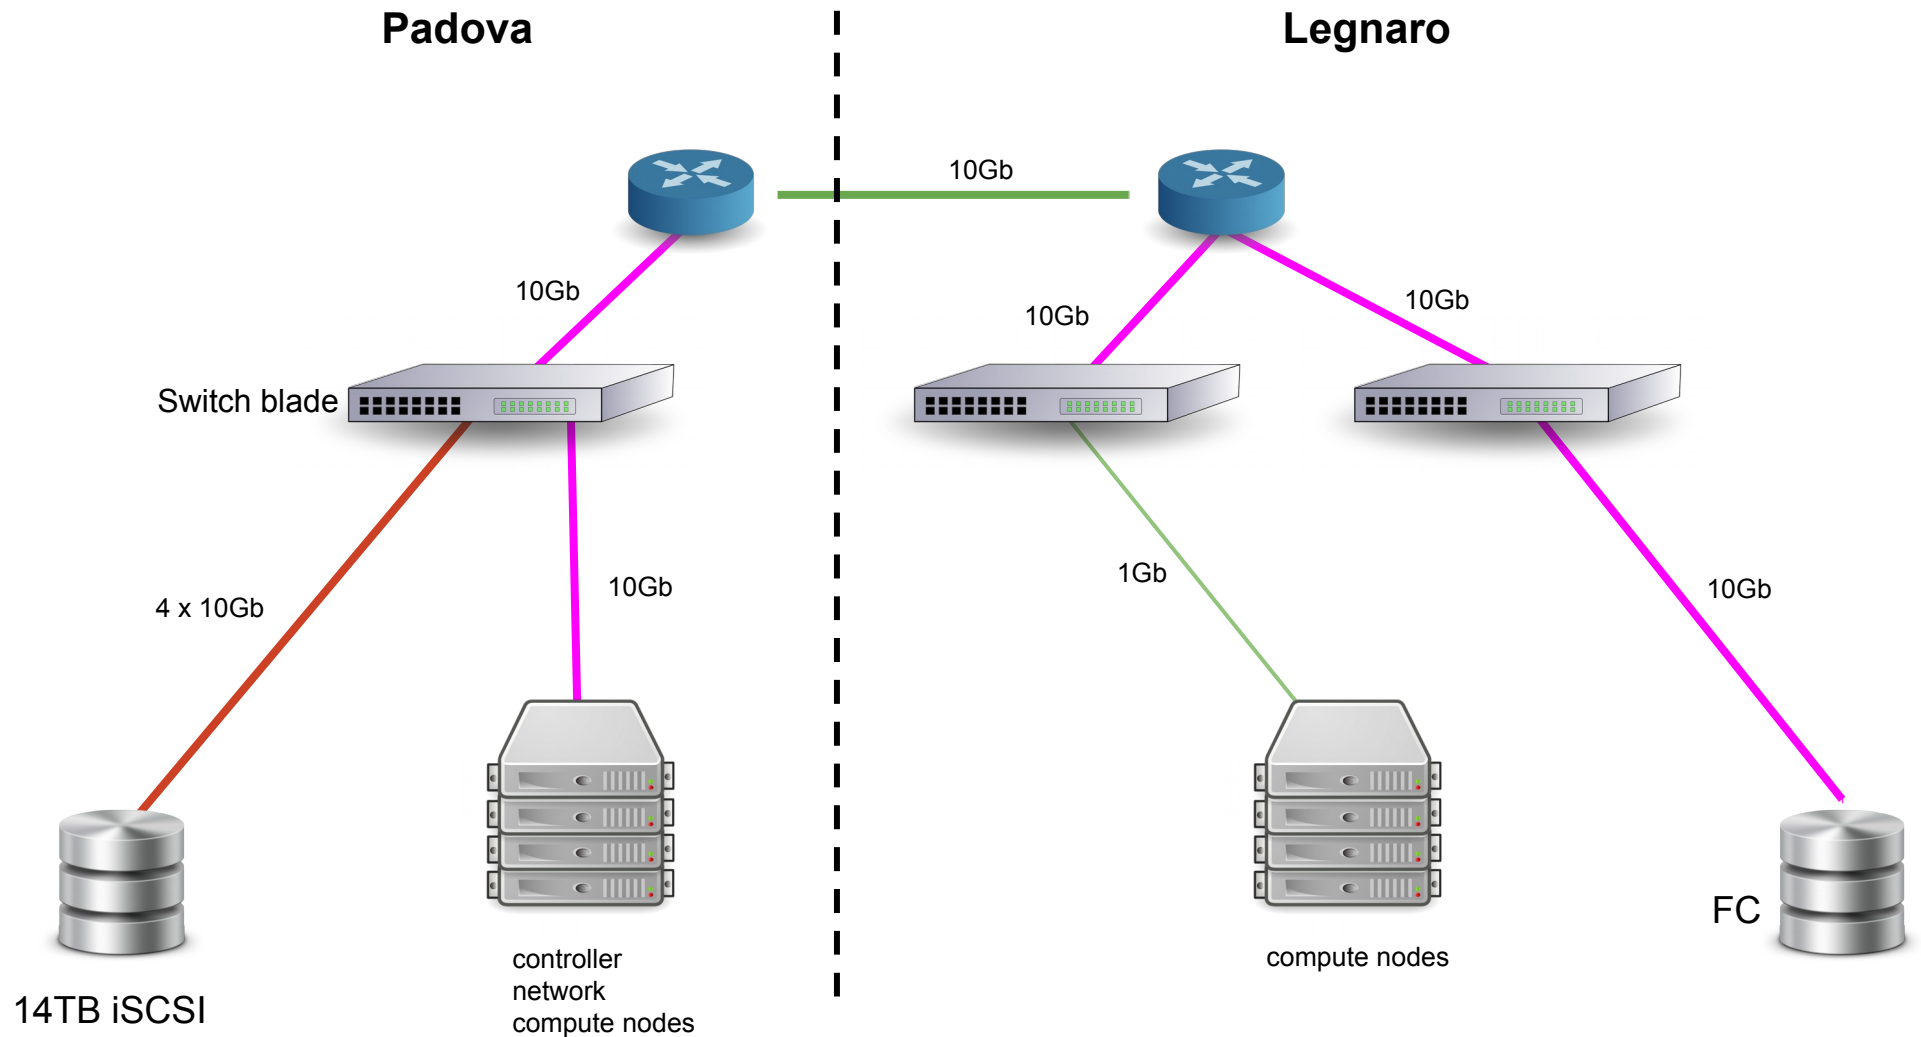 Padova
Legnaro
10Gb
10Gb
10Gb
10Gb
Switch blade
4 x 10Gb
10Gb
1Gb
10Gb
FC
14TB iSCSI
controller
network
compute nodes
compute nodes